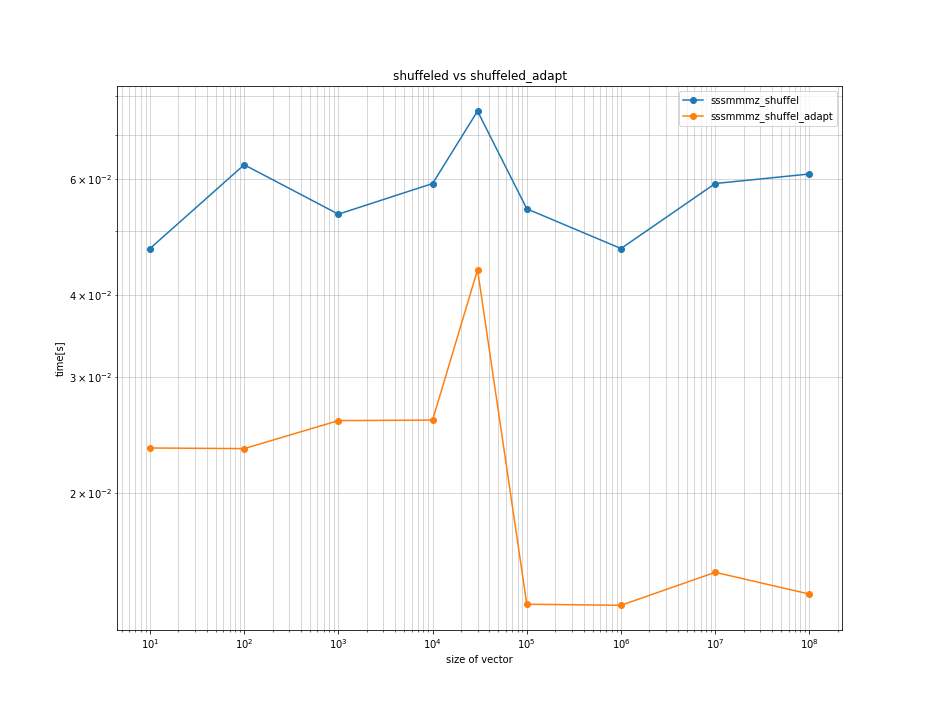 shuffeled vs shuffeled_adapt
sssmmmz_shuffel
sssmmmz_shuffel_adapt
6 × 10⁻²
4 × 10⁻²
3 × 10⁻²
2 × 10⁻²
time[s]
10¹ 10² 10³ 10⁴ 10⁵ 10⁶ 10⁷ 10⁸
size of vector